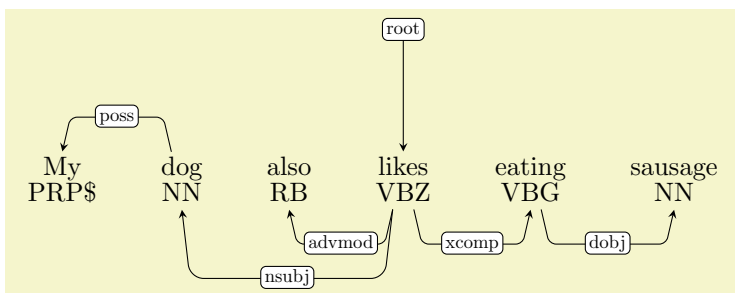 root
poss
My dog also likes eating sausage
PRP$ NN RB VBZ VBG NN
advmod xcomp dobj
nsubj